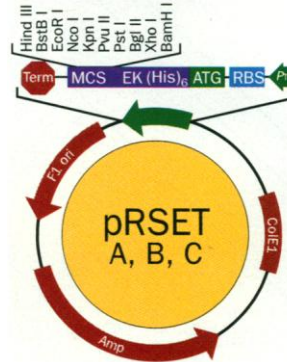 Hind III
BstB I
EcoR I
Nco I
Kpn I
Pvu II
Pst I
Bgl II
Xho I
BamH I
Term MCS EK (His)6 ATG RBS
F1 ori
ColE1
pRSET
A, B, C
Amp